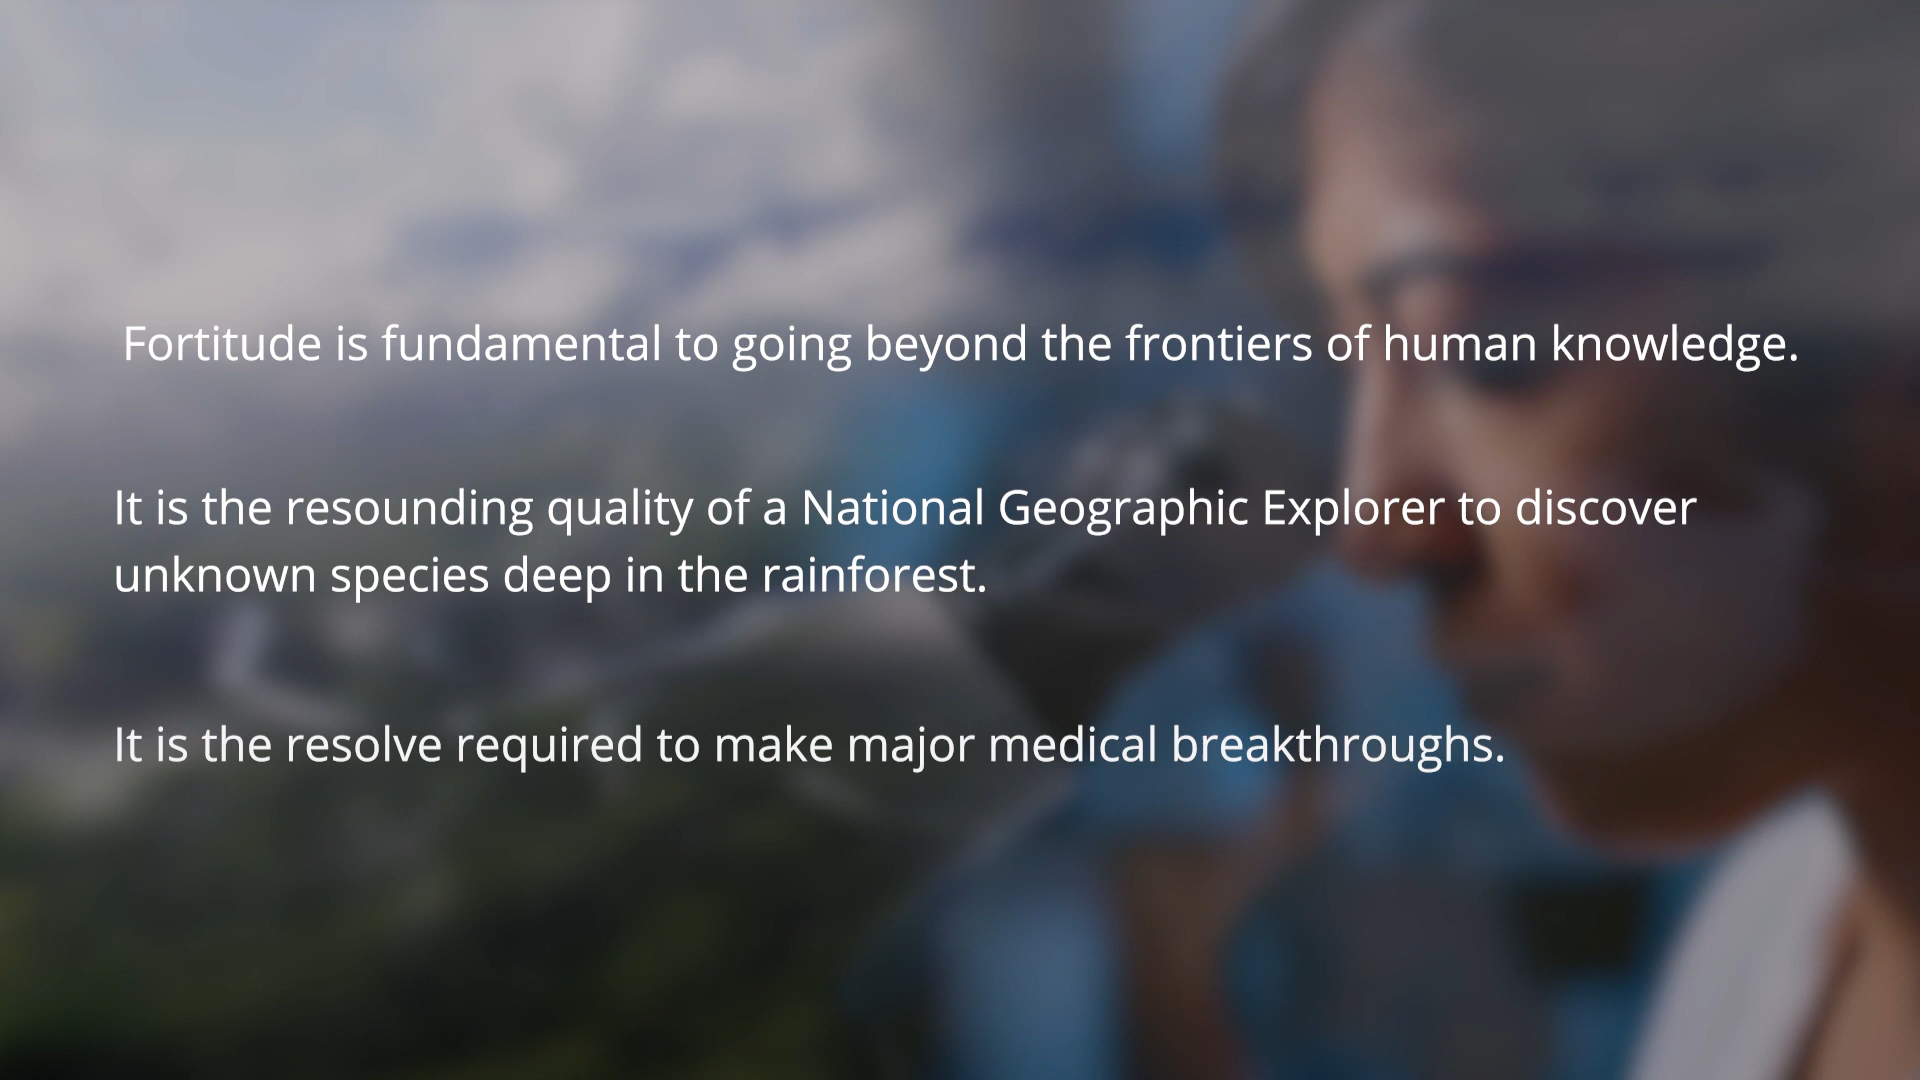 Fortitude is fundamental to going beyond the frontiers of human knowledge.
It is the resounding quality of a National Geographic Explorer to discover
unknown species deep in the rainforest.
It is the resolve required to make major medical breakthroughs.